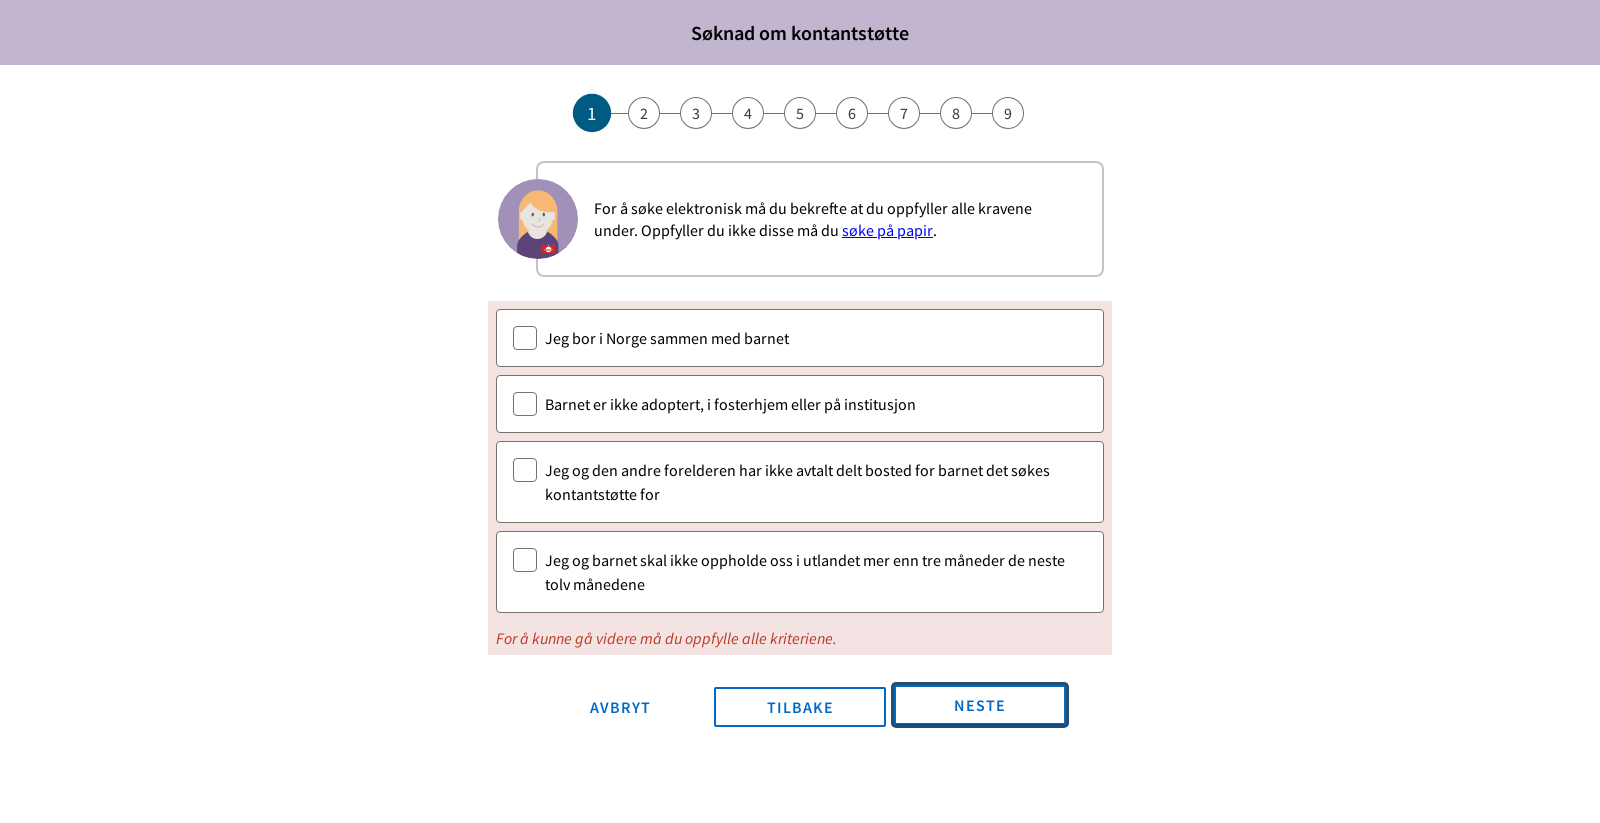 Søknad om kontantstøtte
1 2 3 4 5 6 7 8 9
For å søke elektronisk må du bekrefte at du oppfyller alle kravene
under. Oppfyller du ikke disse må du søke på papir.
Jeg bor i Norge sammen med barnet
Barnet er ikke adoptert, i fosterhjem eller på institusjon
Jeg og den andre forelderen har ikke avtalt delt bosted for barnet det søkes
kontantstøtte for
Jeg og barnet skal ikke oppholde oss i utlandet mer enn tre måneder de neste
tolv månedene
For å kunne gå videre må du oppfylle alle kriteriene.
AVBRYT TILBAKE NESTE